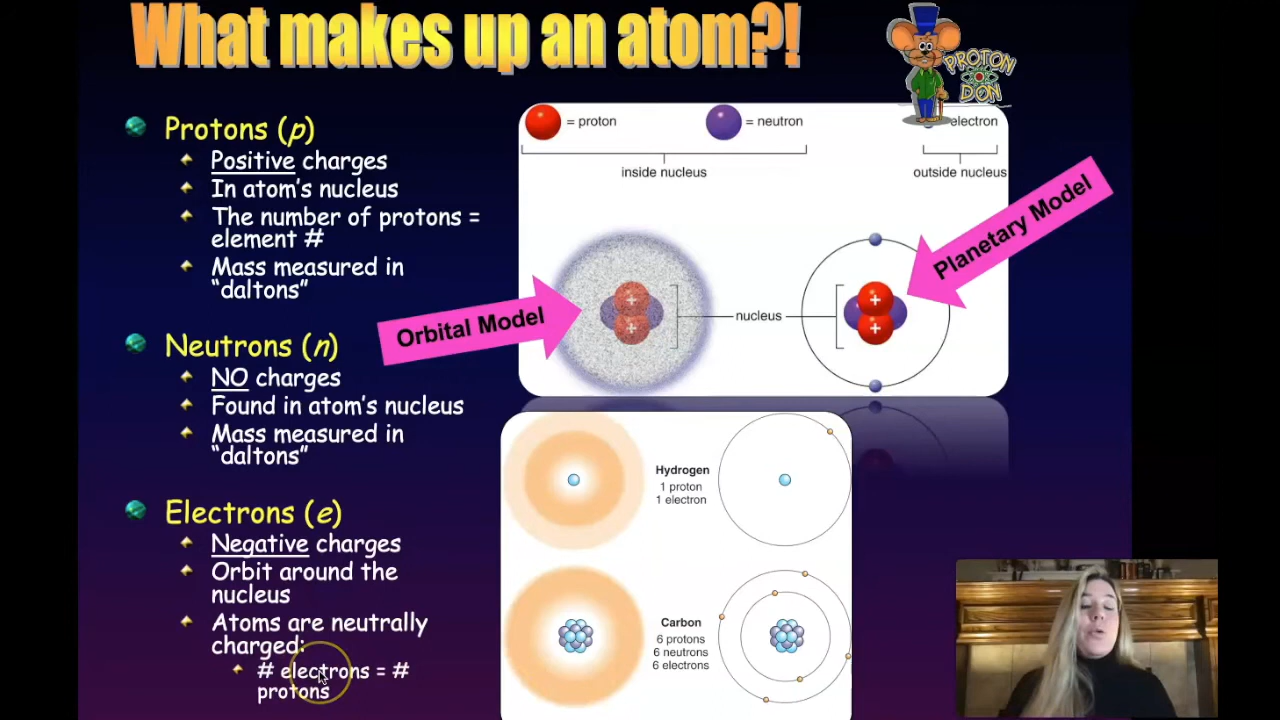 What makes up an atom?!
PROTON
DON
Protons (p)
Positive charges
In atom's nucleus
The number of protons =
element #
Mass measured in
“daltons”
Neutrons (n)
NO charges
Found in atom's nucleus
Mass measured in
“daltons”
Electrons (e)
Negative charges
Orbit around the
nucleus
Atoms are neutrally
charged:
# electrons = #
protons
= proton
= neutron
electron
inside nucleus
outside nucleus
Orbital Model
Planetary Model
+
+
nucleus
+
+
Hydrogen
1 proton
1 electron
Carbon
6 protons
6 neutrons
6 electrons